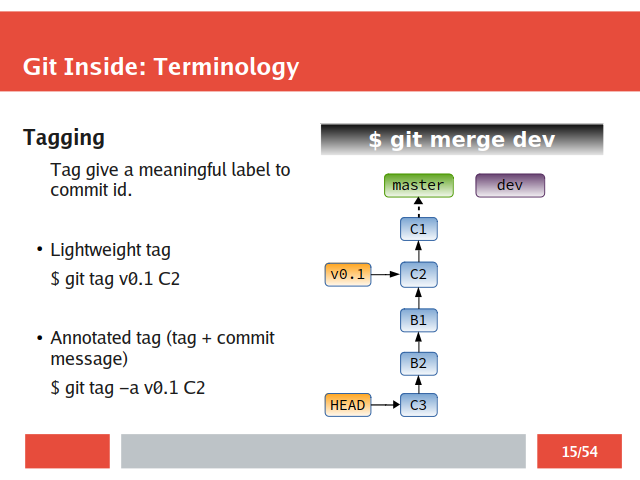 Git Inside: Terminology
Tagging
Tag give a meaningful label to
commit id.
• Lightweight tag
$ git tag v0.1 C2
• Annotated tag (tag + commit
message)
$ git tag –a v0.1 C2
$ git merge dev
master dev
C1
v0.1 C2
B1
B2
HEAD C3
15/54